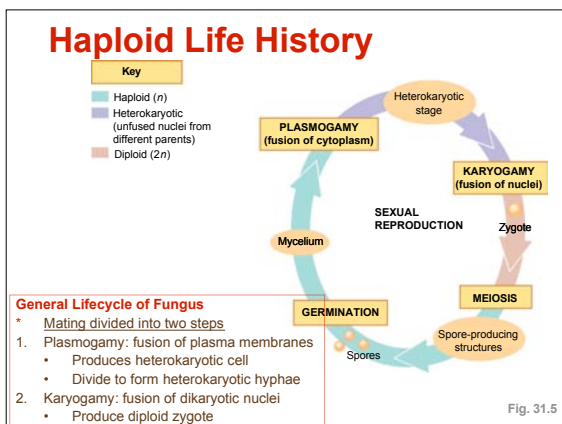 Haploid Life History
Key
Haploid (n)
Heterokaryotic
(unfused nuclei from
different parents)
Diploid (2n)
Heterokaryotic
stage
PLASMOGAMY
(fusion of cytoplasm)
KARYOGAMY
(fusion of nuclei)
SEXUAL
REPRODUCTION
Zygote
Mycelium
MEIOSIS
GERMINATION
Spore-producing
structures
Spores
General Lifecycle of Fungus
* Mating divided into two steps
1. Plasmogamy: fusion of plasma membranes
• Produces heterokaryotic cell
• Divide to form heterokaryotic hyphae
2. Karyogamy: fusion of dikaryotic nuclei
• Produce diploid zygote
Fig. 31.5